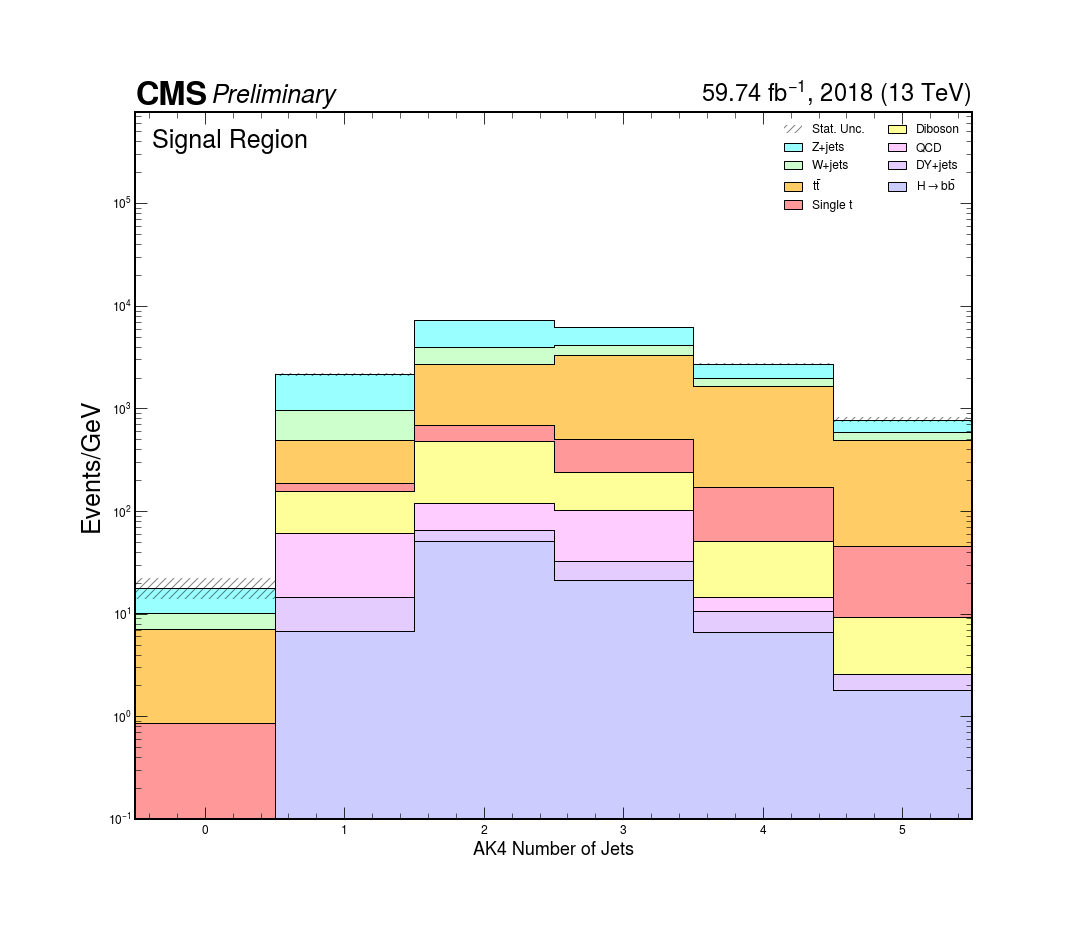 CMS Preliminary 59.74 fb⁻¹, 2018 (13 TeV)
Signal Region
Stat. Unc.
Z+jets
W+jets
tt̄
Single t
Diboson
QCD
DY+jets
H→bb̄
10⁵
10⁴
10³
10²
10¹
10⁰
10⁻¹
Events/GeV
0 1 2 3 4 5
AK4 Number of Jets